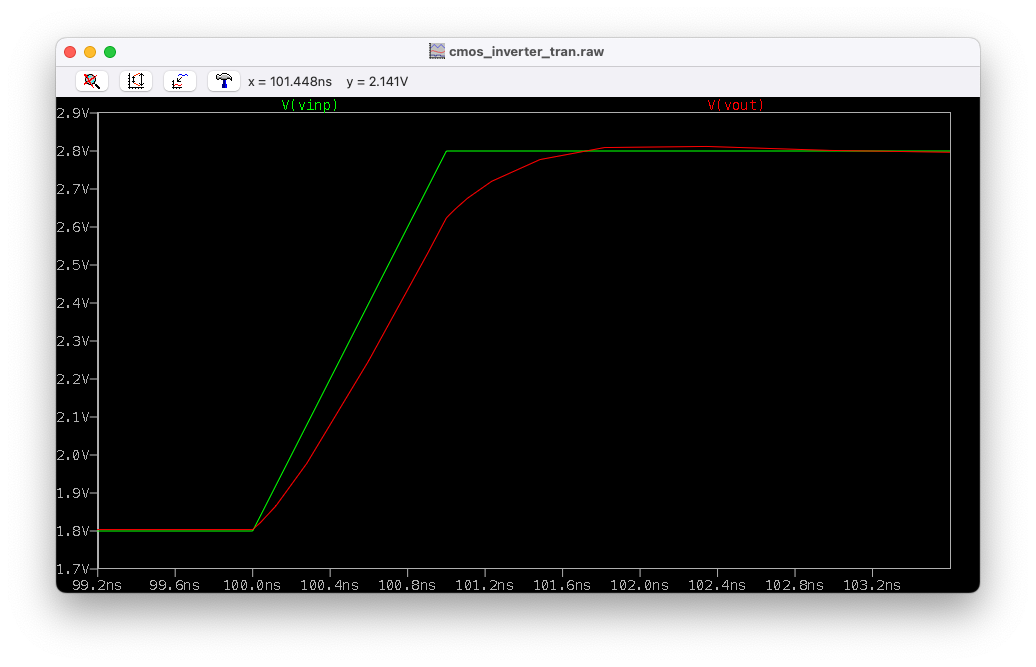 cmos_inverter_tran.raw
x = 101.448ns y = 2.141V
V(vinp) V(vout)
2.9V
2.8V
2.7V
2.6V
2.5V
2.4V
2.3V
2.2V
2.1V
2.0V
1.9V
1.8V
1.7V
99.2ns 99.6ns 100.0ns 100.4ns 100.8ns 101.2ns 101.6ns 102.0ns 102.4ns 102.8ns 103.2ns